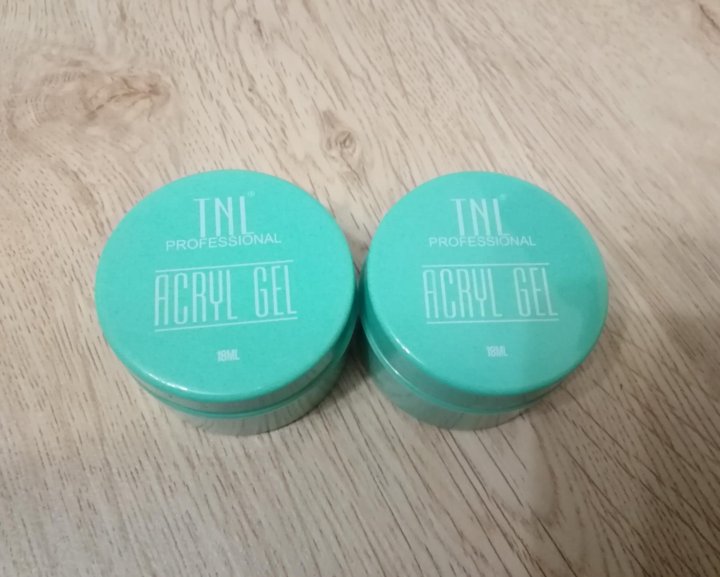 TNL®
PROFESSIONAL
ACRYL GEL
18ML
TNL®
PROFESSIONAL
ACRYL GEL
18ML